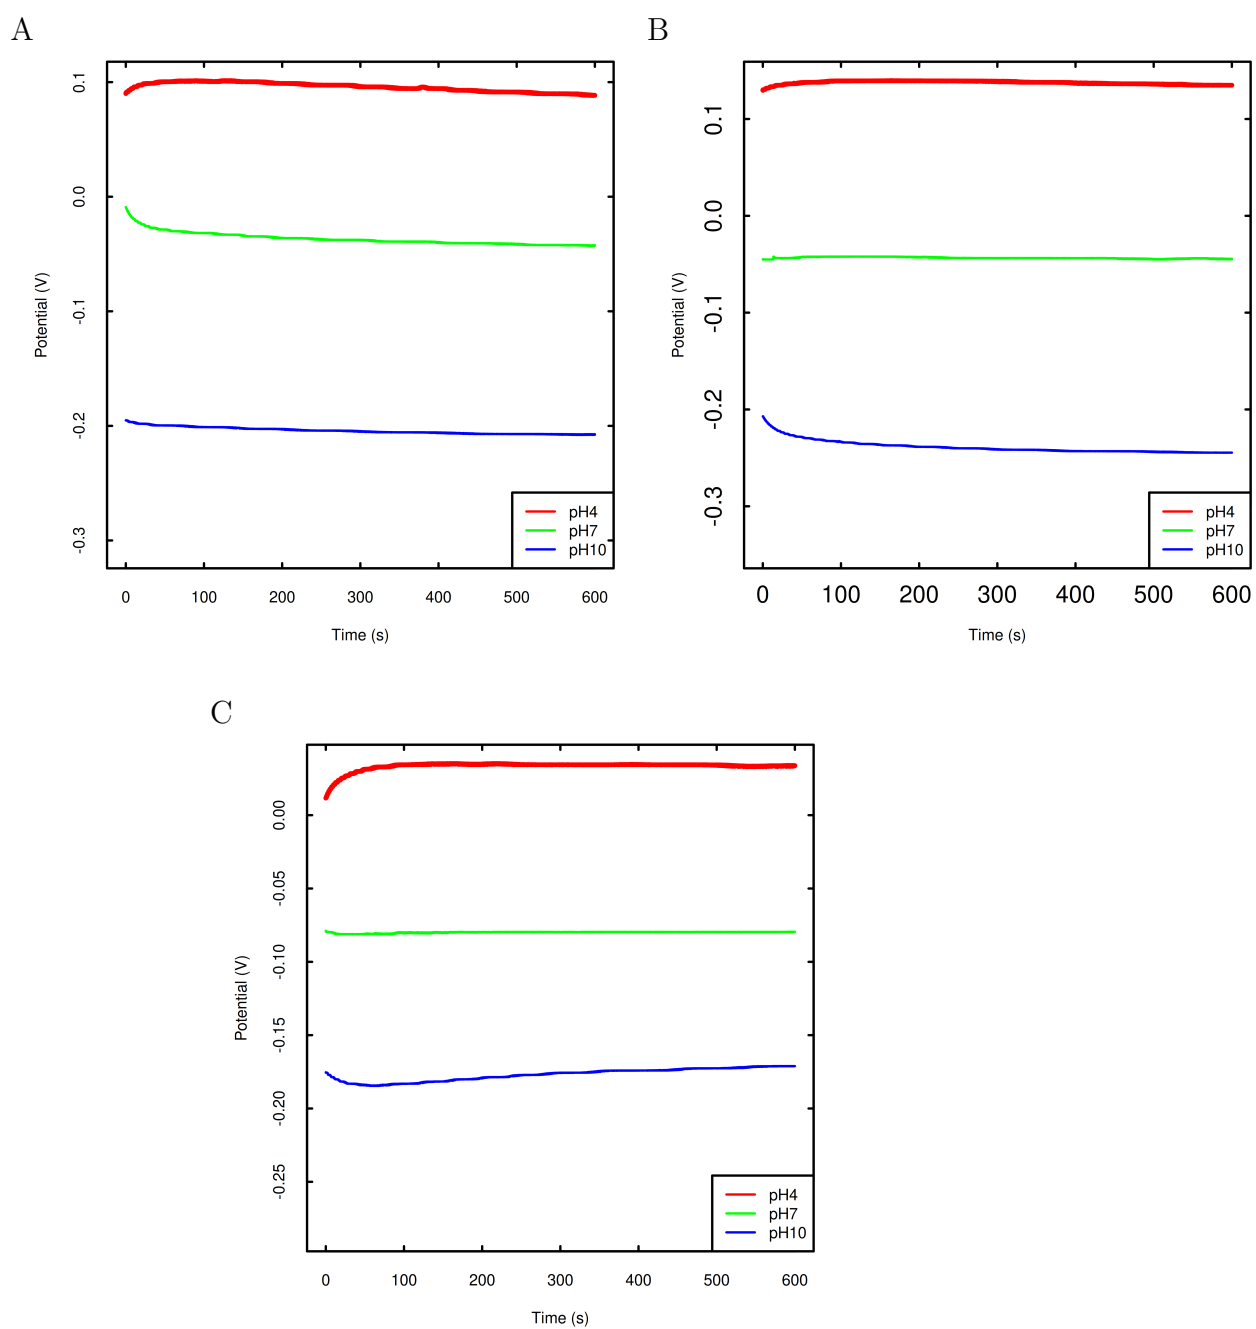 A
Potential (V)
0.1
0.0
-0.1
-0.2
-0.3
0 100 200 300 400 500 600
Time (s)
pH4
pH7
pH10
B
Potential (V)
0.1
0.0
-0.1
-0.2
-0.3
0 100 200 300 400 500 600
Time (s)
pH4
pH7
pH10
C
Potential (V)
0.00
-0.05
-0.10
-0.15
-0.20
-0.25
0 100 200 300 400 500 600
Time (s)
pH4
pH7
pH10